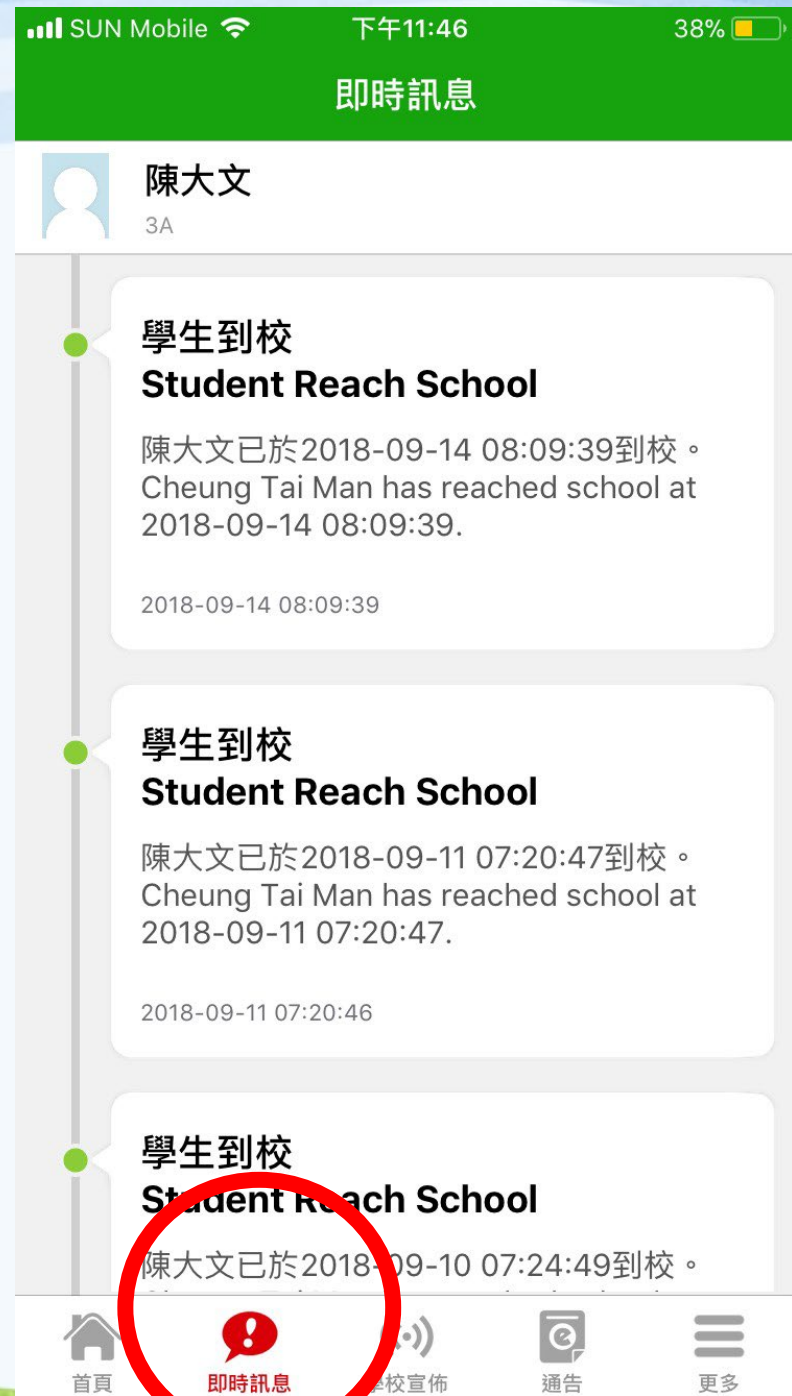 SUN Mobile 下午11:46 38%
即時訊息
陳大文
3A
學生到校
Student Reach School
陳大文已於2018-09-14 08:09:39到校。
Cheung Tai Man has reached school at
2018-09-14 08:09:39.
2018-09-14 08:09:39
學生到校
Student Reach School
陳大文已於2018-09-11 07:20:47到校。
Cheung Tai Man has reached school at
2018-09-11 07:20:47.
2018-09-11 07:20:46
學生到校
Student Reach School
陳大文已於2018-09-10 07:24:49到校。
首頁 即時訊息 校宣佈 通告 更多